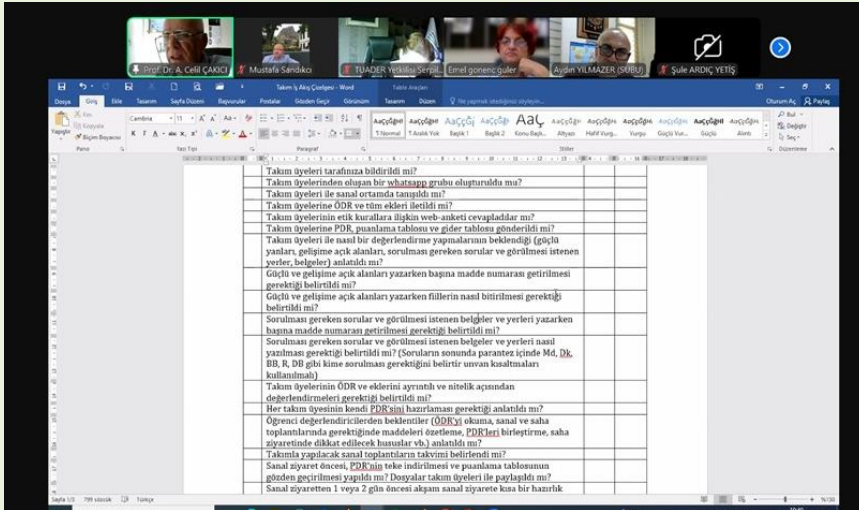 Prof. Dr. A. Celil ÇAKICI
Mustafa Sandıkcı
TUADER Yetkilisi Serpil...
Emel gonenç guler
Aydın YILMAZER (SUBÜ)
Şule ARDIÇ YETİŞ
Takım İş Akış Çizelgesi - Word
Tablo Araçları
Oturum Aç
Paylaş
Dosya Giriş Ekle Tasarım Sayfa Düzeni Başvurular Postalar Gözden Geçir Görünüm Tasarım Düzen
Yapıştır
Kes
Kopyala
Biçim Boyacısı
Cambria
11
Pano
Yazı Tipi
Paragraf
Stiller
Düzenleme
1 Normal
1 Aralık Yok
Başlık 1
Başlık 2
Konu Başlı...
Altyazı
Hafif Vurg...
Vurgu
Güçlü Vur...
Güçlü
Alıntı
Bul
Değiştir
Seç
Takım üyeleri tarafınıza bildirildi mi?
Takım üyelerinden oluşan bir whatsapp grubu oluşturuldu mu?
Takım üyeleri ile sanal ortamda tanışıldı mı?
Takım üyelerine ÖDR ve tüm ekleri iletildi mi?
Takım üyelerinin etik kurallara ilişkin web-anketi cevapladılar mı?
Takım üyelerine PDR, puanlama tablosu ve gider tablosu gönderildi mi?
Takım üyeleri ile nasıl bir değerlendirme yapmalarının beklendiği (güçlü
yanları, gelişime açık alanları, sorulması gereken sorular ve görülmesi istenen
yerler, belgeler) anlatıldı mı?
Güçlü ve gelişime açık alanları yazarken başına madde numarası getirilmesi
gerektiği belirtildi mi?
Güçlü ve gelişime açık alanları yazarken fiillerin nasıl bitirilmesi gerektiği
belirtildi mi?
Sorulması gereken sorular ve görülmesi istenen belgeler ve yerleri yazarken
başına madde numarası getirilmesi gerektiği belirtildi mi?
Sorulması gereken sorular ve görülmesi istenen belgeler ve yerleri nasıl
yazılması gerektiği belirtildi mi? (Soruların sonunda parantez içinde Md, Dk,
BB, R, DB gibi kime sorulması gerektiğini belirtir unvan kısaltmaları
kullanılmalı)
Takım üyelerinin ÖDR ve eklerini ayrıntılı ve nitelik açısından
değerlendirmeleri gerektiği belirtildi mi?
Her takım üyesinin kendi PDR'sini hazırlaması gerektiği anlatıldı mı?
Öğrenci değerlendiricilerden beklentiler (ÖDR'yi okuma, sanal ve saha
toplantılarında gerektiğinde maddeleri özetleme, PDR'leri birleştirme, saha
ziyaretinde dikkat edilecek hususlar vb.) anlatıldı mı?
Takımla yapılacak sanal toplantıların takvimi belirlendi mi?
Sanal ziyaret öncesi, PDR'nin teke indirilmesi ve puanlama tablosunun
gözden geçirilmesi yapıldı mı? Dosyalar takım üyeleri ile paylaşıldı mı?
Sanal ziyaretten 1 veya 2 gün öncesi akşam sanal ziyarete kısa bir hazırlık
Sayfa 1/3 799 sözcük Türkçe
%100